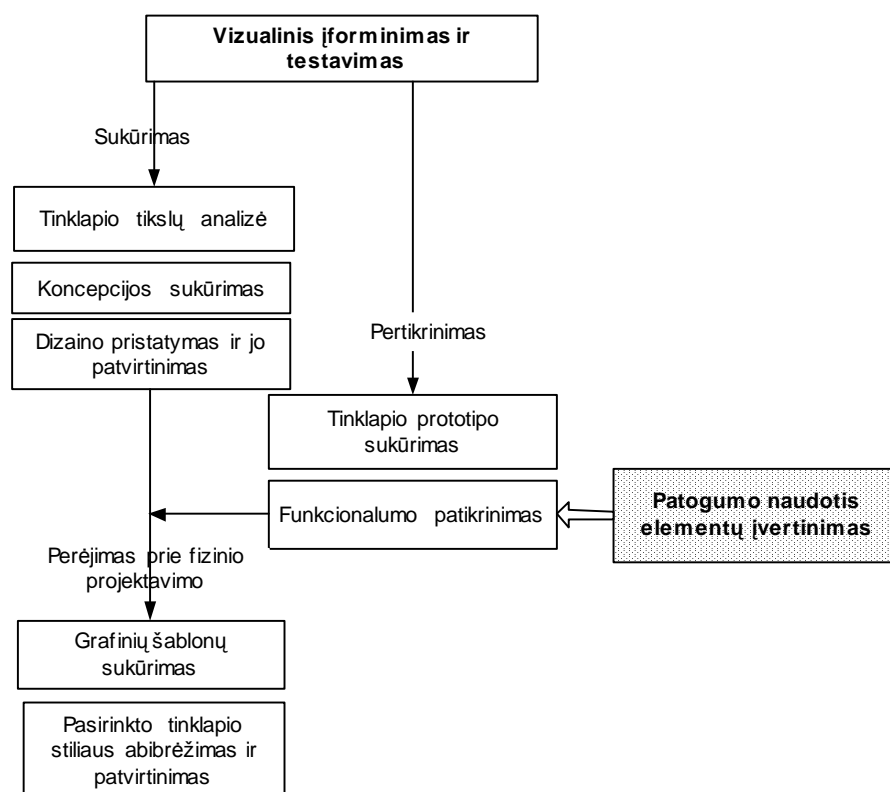 Vizualinis įforminimas ir
testavimas
Sukūrimas
Tinklapio tikslų analizė
Koncepcijos sukūrimas
Dizaino pristatymas ir jo
patvirtinimas
Pertikrinimas
Tinklapio prototipo
sukūrimas
Funkcionalumo patikrinimas
Patogumo naudotis
elementų įvertinimas
Perėjimas prie fizinio
projektavimo
Grafinių šablonų
sukūrimas
Pasirinkto tinklapio
stiliaus abibrėžimas ir
patvirtinimas